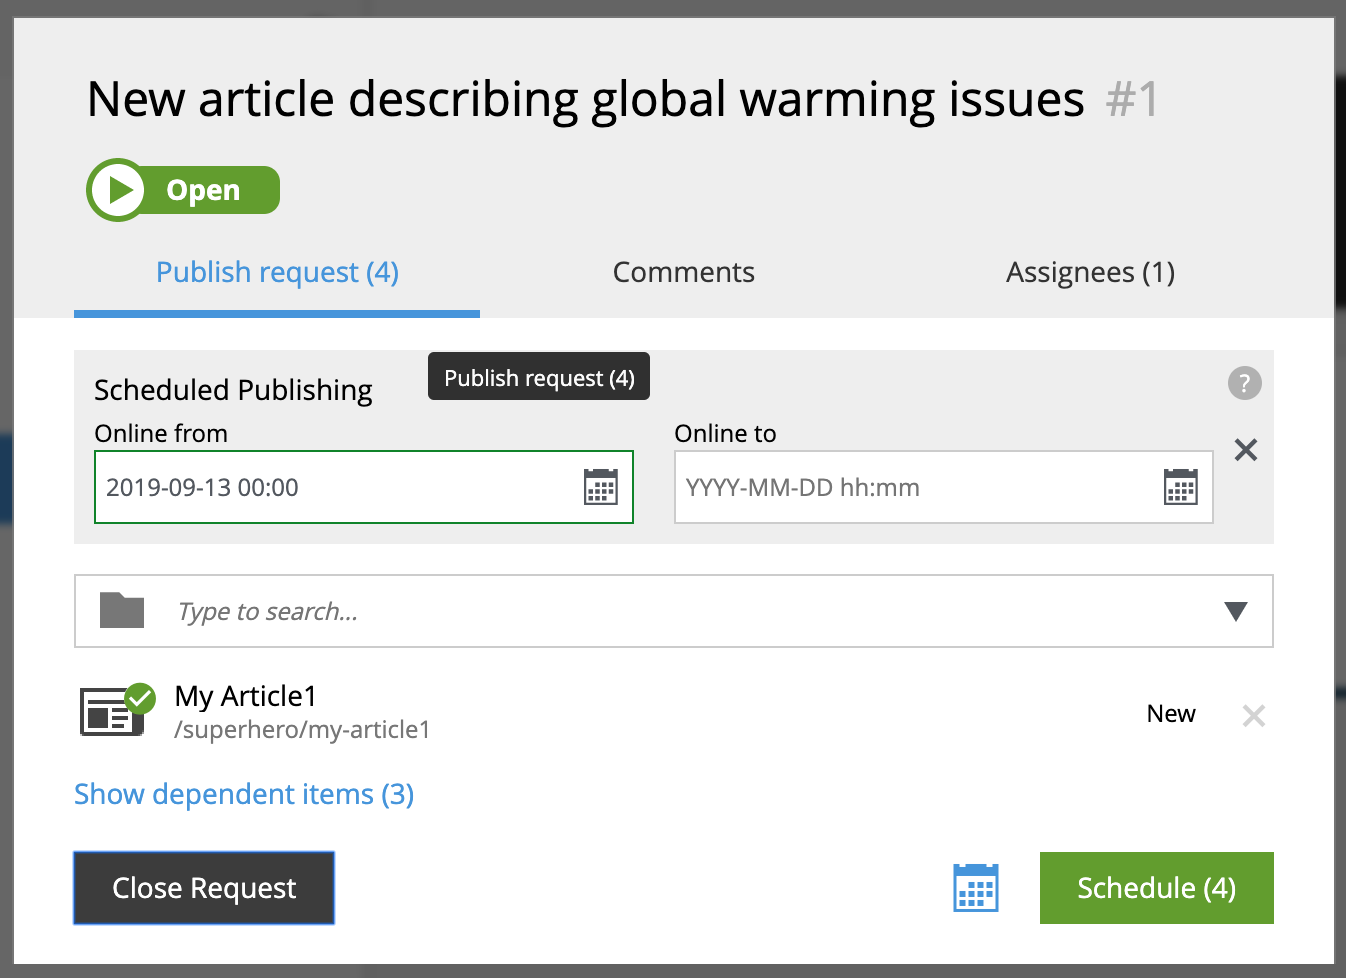 New article describing global warming issues #1
Open
Publish request (4) Comments Assignees (1)
Publish request (4)
Scheduled Publishing ?
Online from Online to
2019-09-13 00:00 YYYY-MM-DD hh:mm
Type to search...
My Article1
/superhero/my-article1
New
Show dependent items (3)
Close Request Schedule (4)